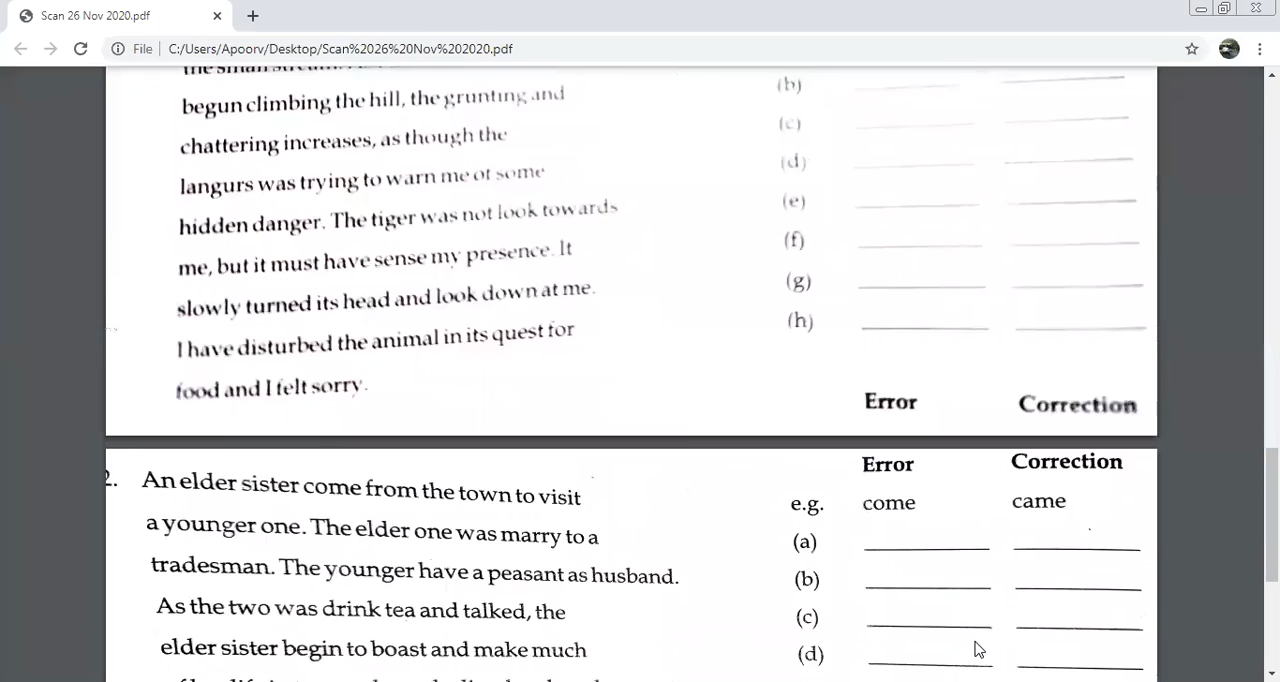 Scan 26 Nov 2020.pdf
File C:/Users/Apoorv/Desktop/Scan%2026%20Nov%202020.pdf
the small
begun climbing the hill, the grunting and
(b)
chattering increases, as though the
(c)
langurs was trying to warn me of some
(d)
hidden danger. The tiger was not look towards
(e)
me, but it must have sense my presence. It
(f)
slowly turned its head and look down at me.
(g)
I have disturbed the animal in its quest for
(h)
food and I felt sorry.
Error Correction
Error Correction
2. An elder sister come from the town to visit
e.g. come came
a younger one. The elder one was marry to a
(a)
tradesman. The younger have a peasant as husband.
(b)
As the two was drink tea and talked, the
(c)
elder sister begin to boast and make much
(d)